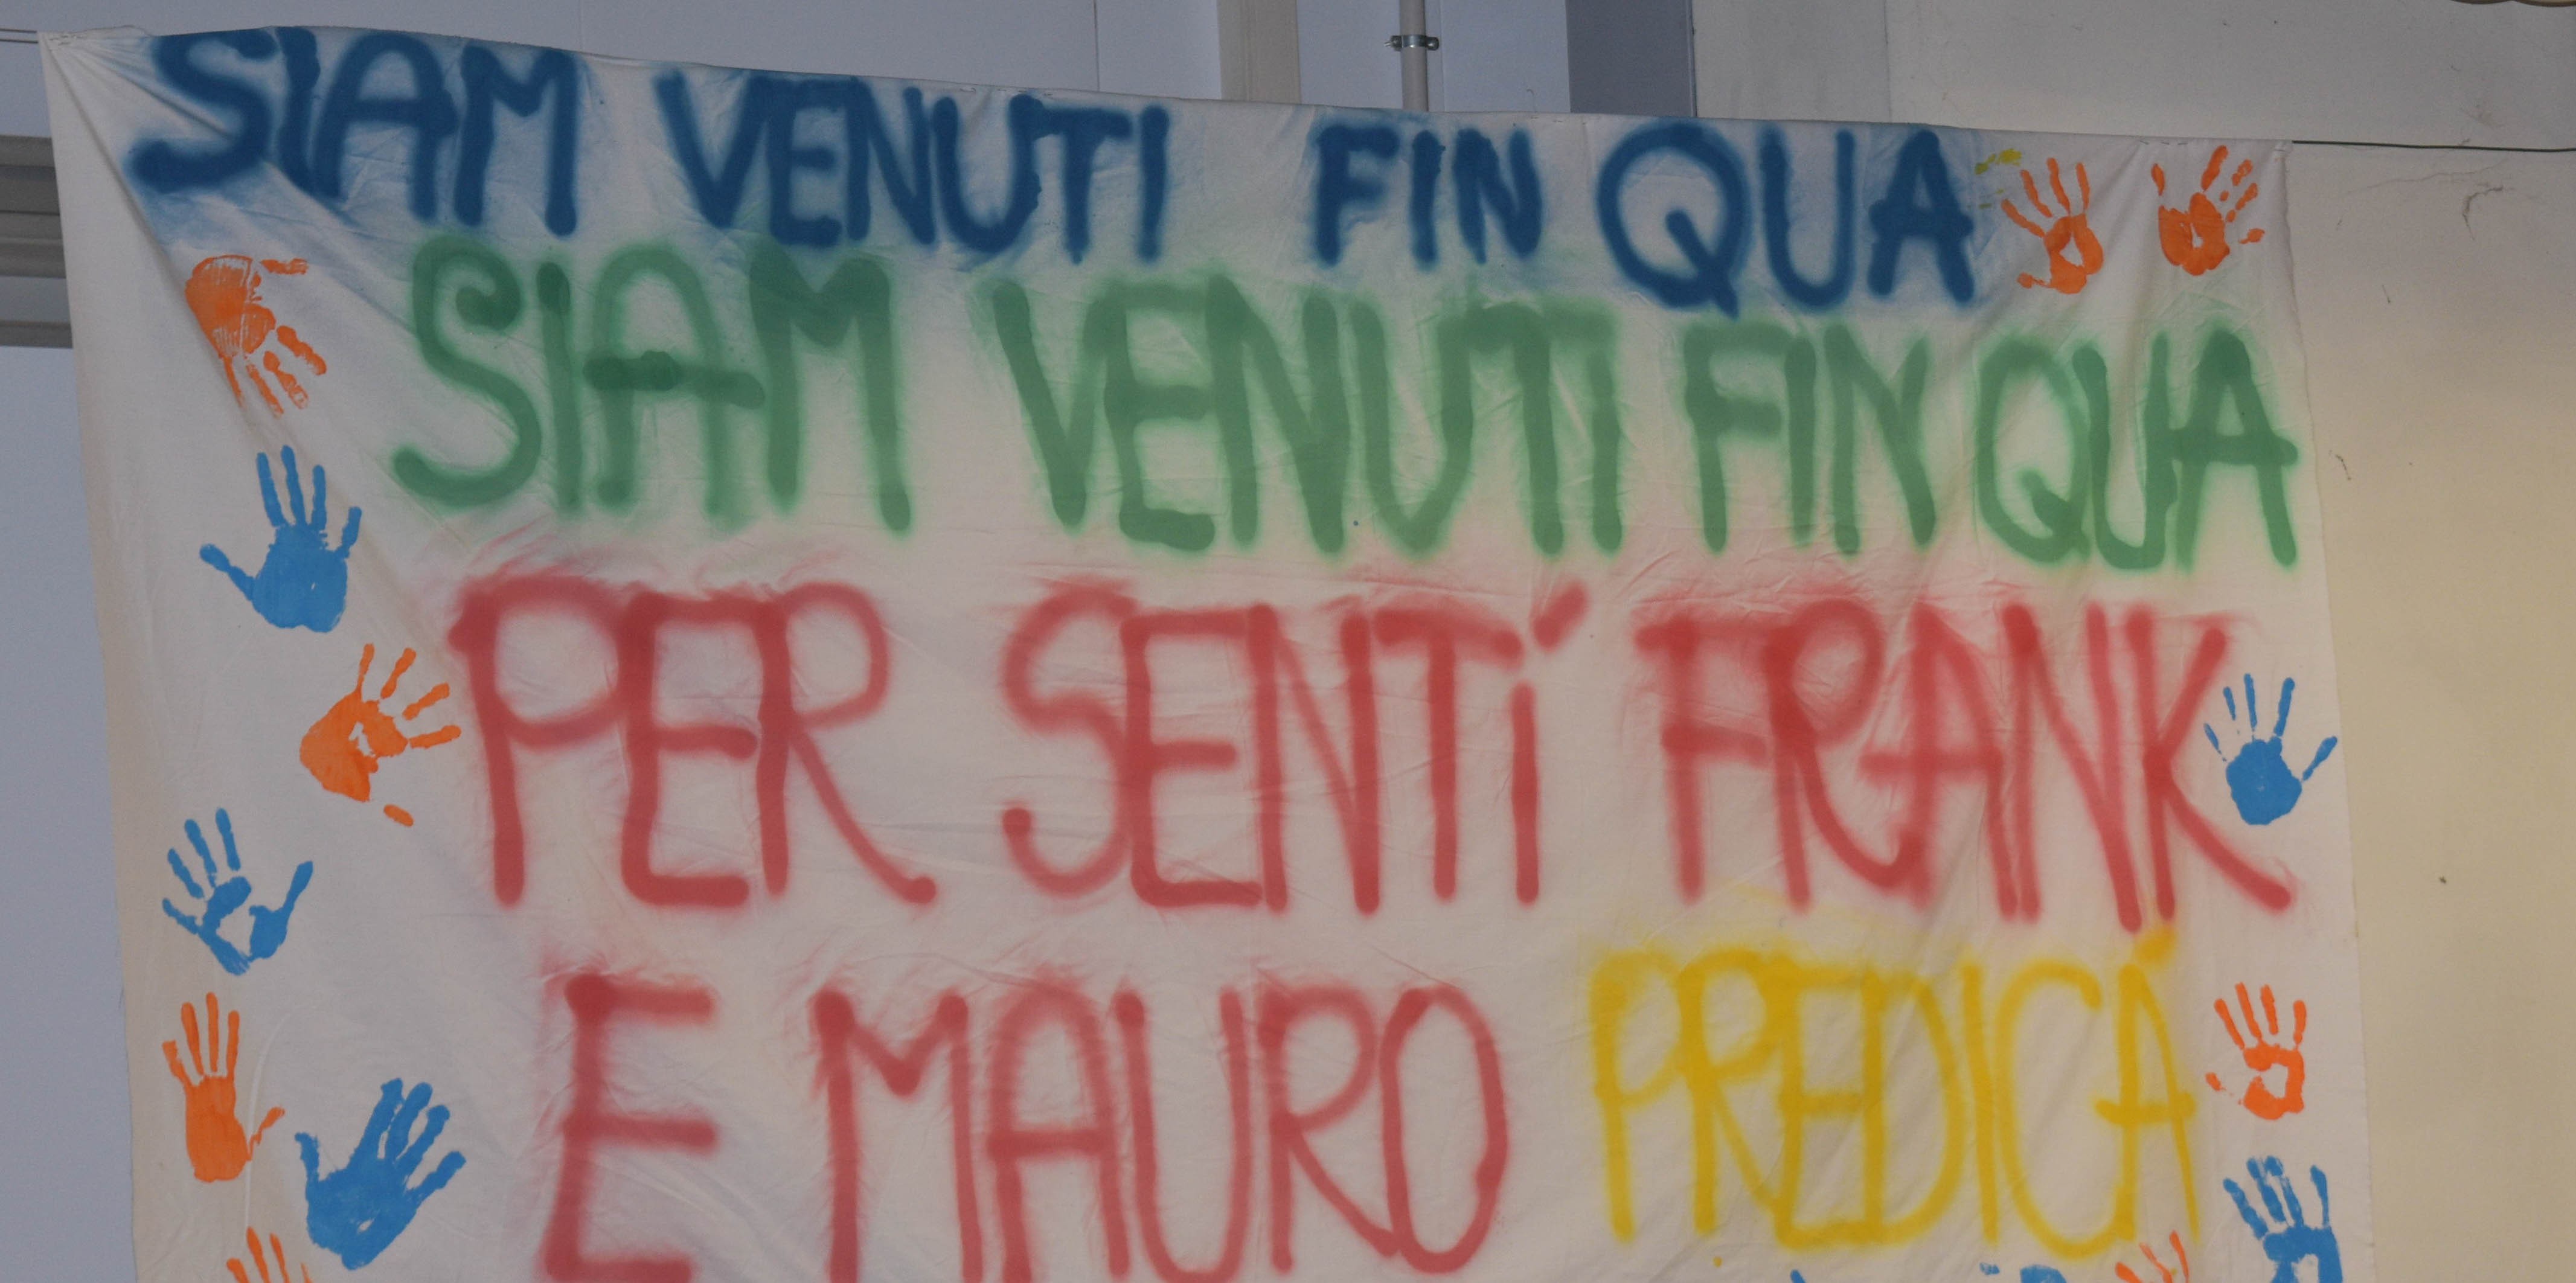 SIAM VENUTI FIN QUA
SIAM VENUTI FIN QUA
PER SENTÍ FRANK
E MAURO PREDICÁ